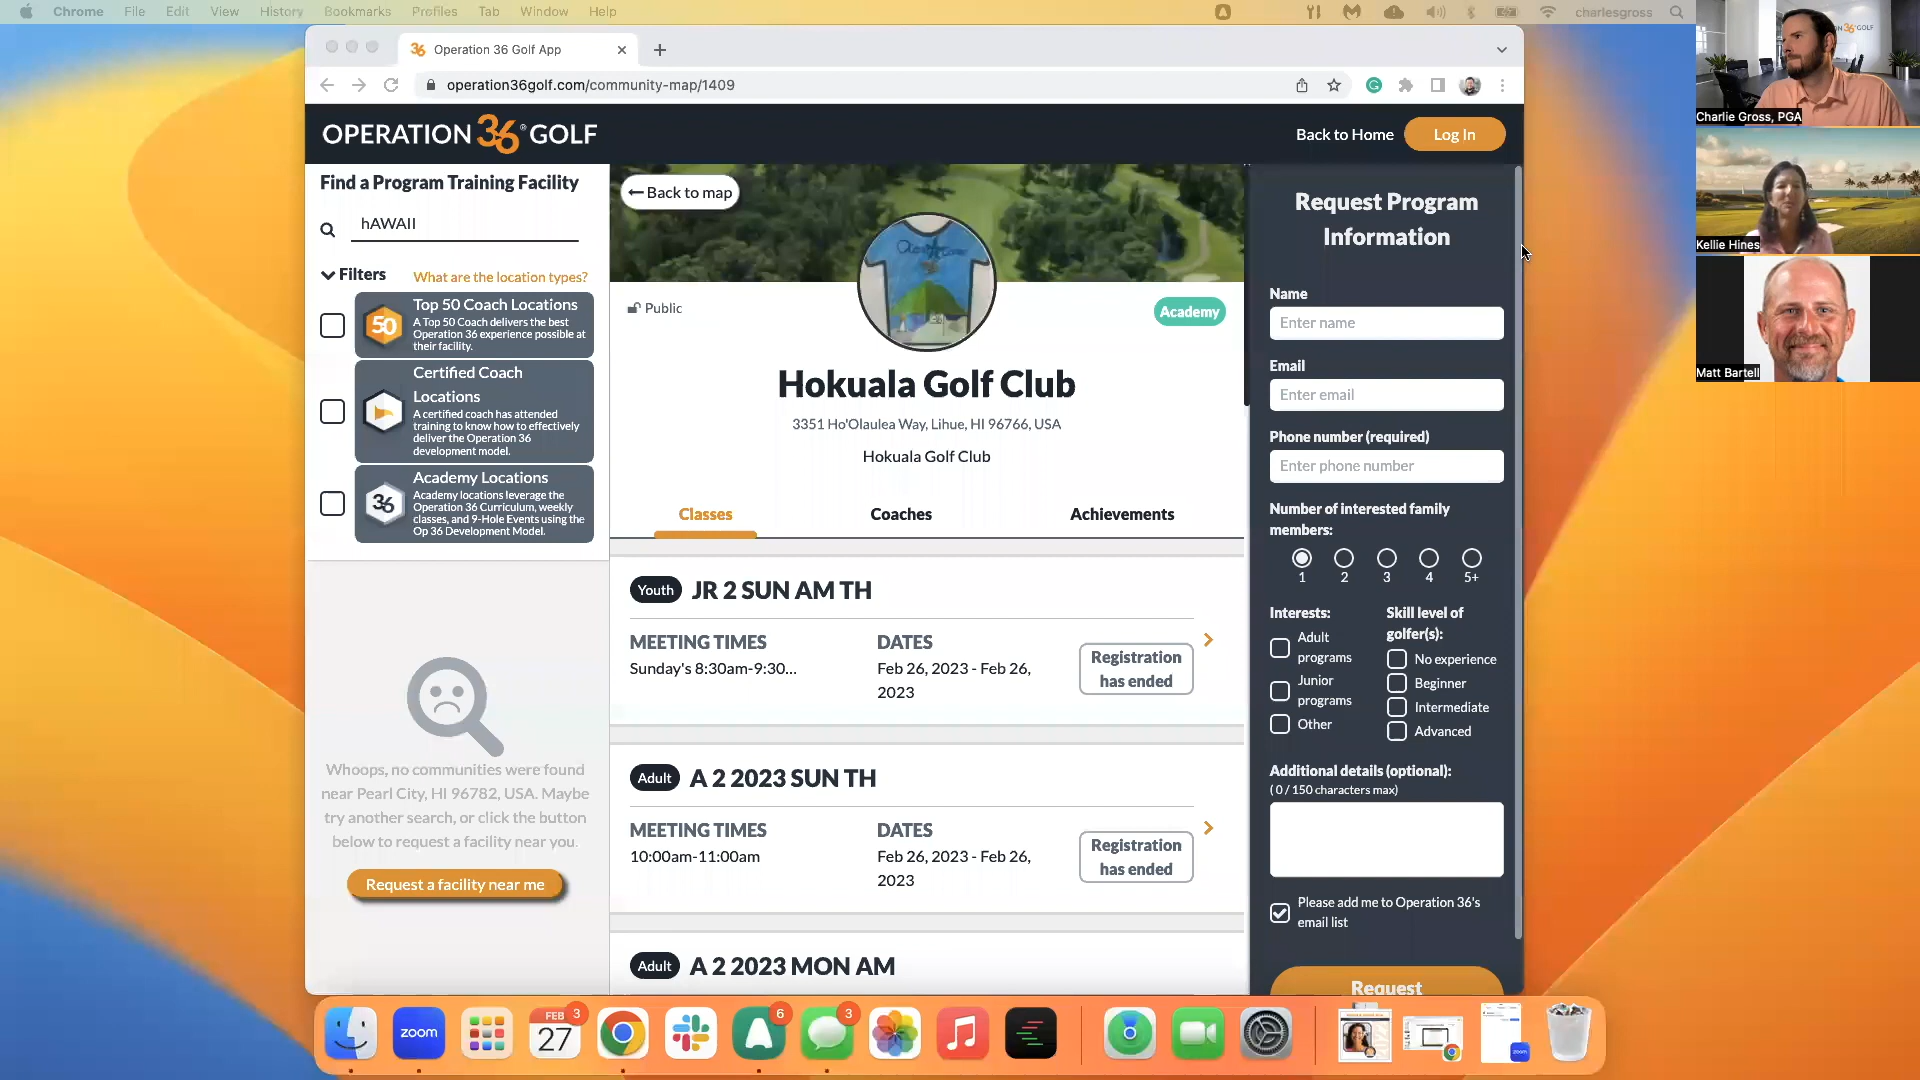 Chrome File Edit View History Bookmarks Profiles Tab Window Help charlesgross
Operation 36 Golf App
operation36golf.com/community-map/1409
OPERATION 36® GOLF
Back to Home
Log In
Find a Program Training Facility
hAWAII
Filters
What are the location types?
50
Top 50 Coach Locations
A Top 50 Coach delivers the best
Operation 36 experience possible at
their facility.
Certified Coach
Locations
A certified coach has attended
training to know how to effectively
deliver the Operation 36
development model.
36
Academy Locations
Academy locations leverage the
Operation 36 Curriculum, weekly
classes, and 9-Hole Events using the
Op 36 Development Model.
Whoops, no communities were found
near Pearl City, HI 96782, USA. Maybe
try another search, or click the button
below to request a facility near you.
Request a facility near me
Back to map
Public
Academy
Hokuala Golf Club
3351 Ho'Olaulea Way, Lihue, HI 96766, USA
Hokuala Golf Club
Classes
Coaches
Achievements
Youth
JR 2 SUN AM TH
MEETING TIMES
Sunday's 8:30am-9:30...
DATES
Feb 26, 2023 - Feb 26,
2023
Registration
has ended
Adult
A 2 2023 SUN TH
MEETING TIMES
10:00am-11:00am
DATES
Feb 26, 2023 - Feb 26,
2023
Registration
has ended
Adult
A 2 2023 MON AM
Request Program
Information
Name
Enter name
Email
Enter email
Phone number (required)
Enter phone number
Number of interested family
members:
1 2 3 4 5+
Interests:
Adult
programs
Junior
programs
Other
Skill level of
golfer(s):
No experience
Beginner
Intermediate
Advanced
Additional details (optional):
( 0 / 150 characters max)
Please add me to Operation 36's
email list
Request
Charlie Gross, PGA
Kellie Hines
Matt Bartell
zoom
FEB
27
3
6
3
zoom